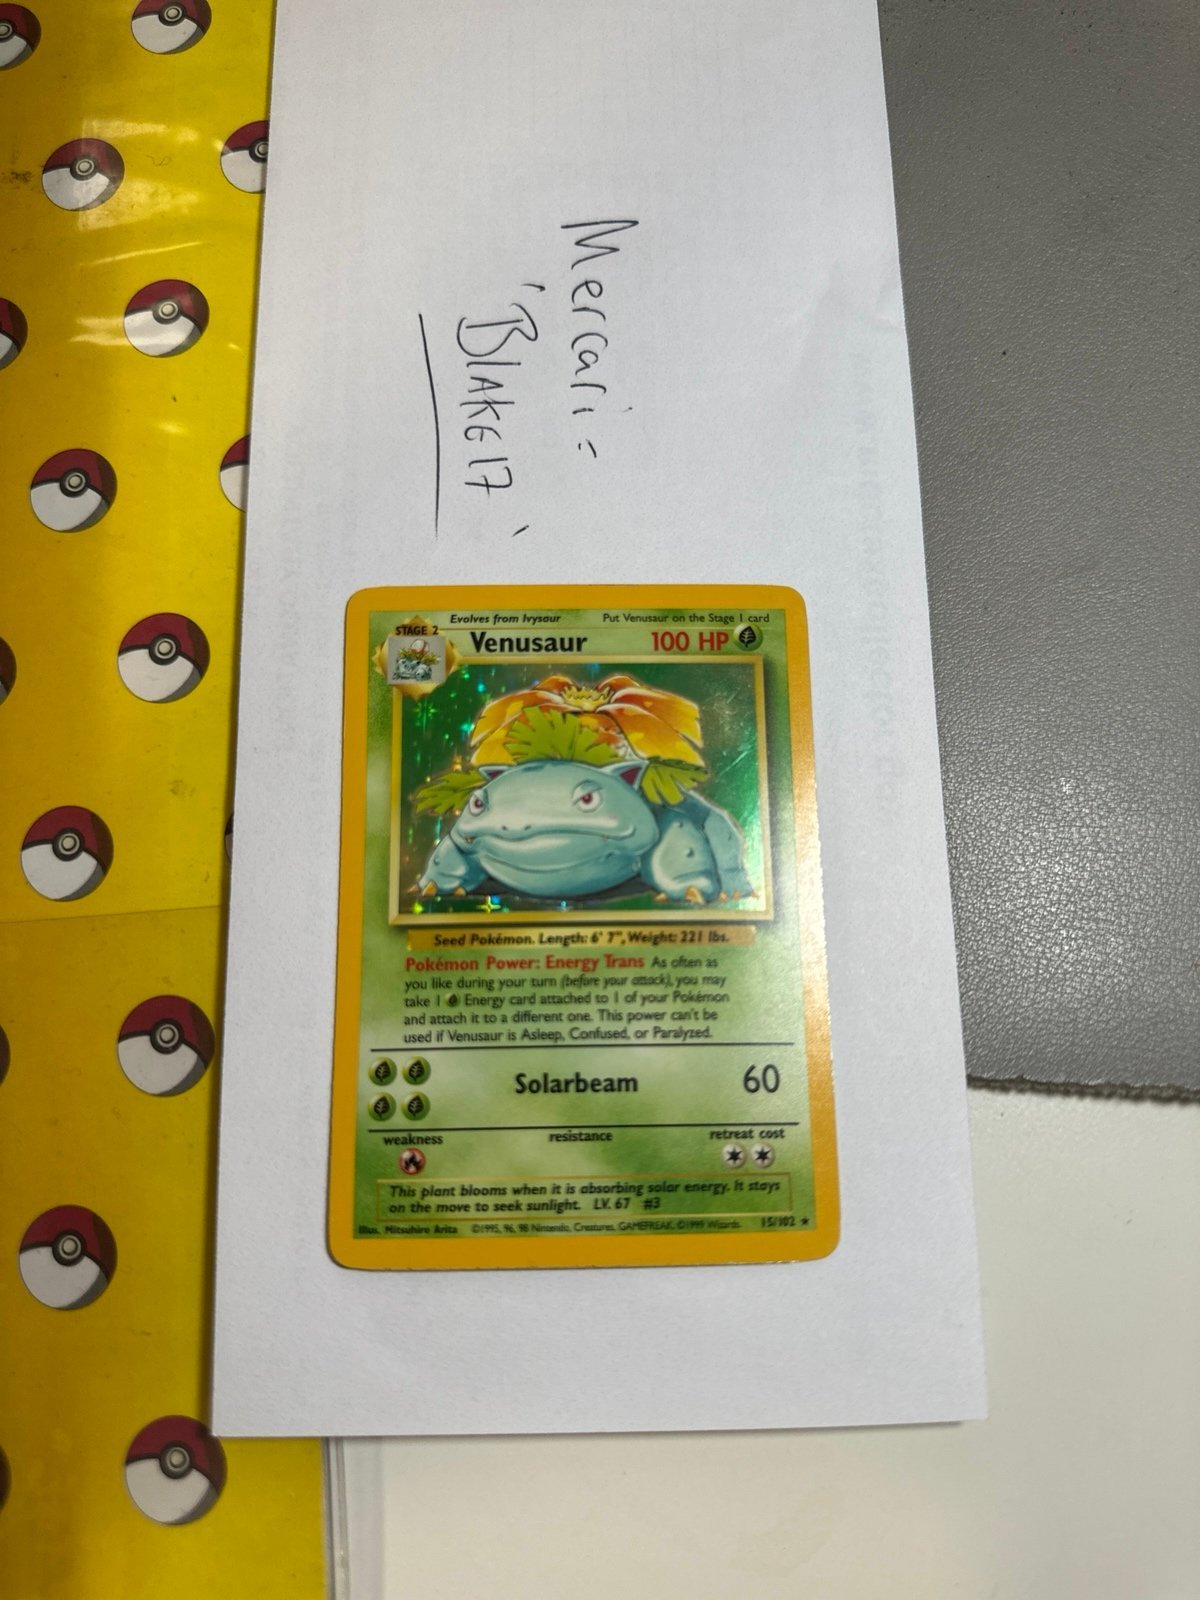 Mercari =
'BLAKE17'
Evolves from Ivysaur Put Venusaur on the Stage 1 card
STAGE 2 Venusaur 100 HP
Seed Pokémon. Length: 6' 7", Weight: 221 lbs.
Pokémon Power: Energy Trans As often as
you like during your turn (before your attack), you may
take 1 Energy card attached to 1 of your Pokémon
and attach it to a different one. This power can't be
used if Venusaur is Asleep, Confused, or Paralyzed.
Solarbeam 60
weakness resistance retreat cost
This plant blooms when it is absorbing solar energy. It stays
on the move to seek sunlight. LV. 67 #3
Illus. Mitsuhiro Arita ©1995, 96, 98 Nintendo, Creatures, GAMEFREAK. ©1999 Wizards. 15/102 ★